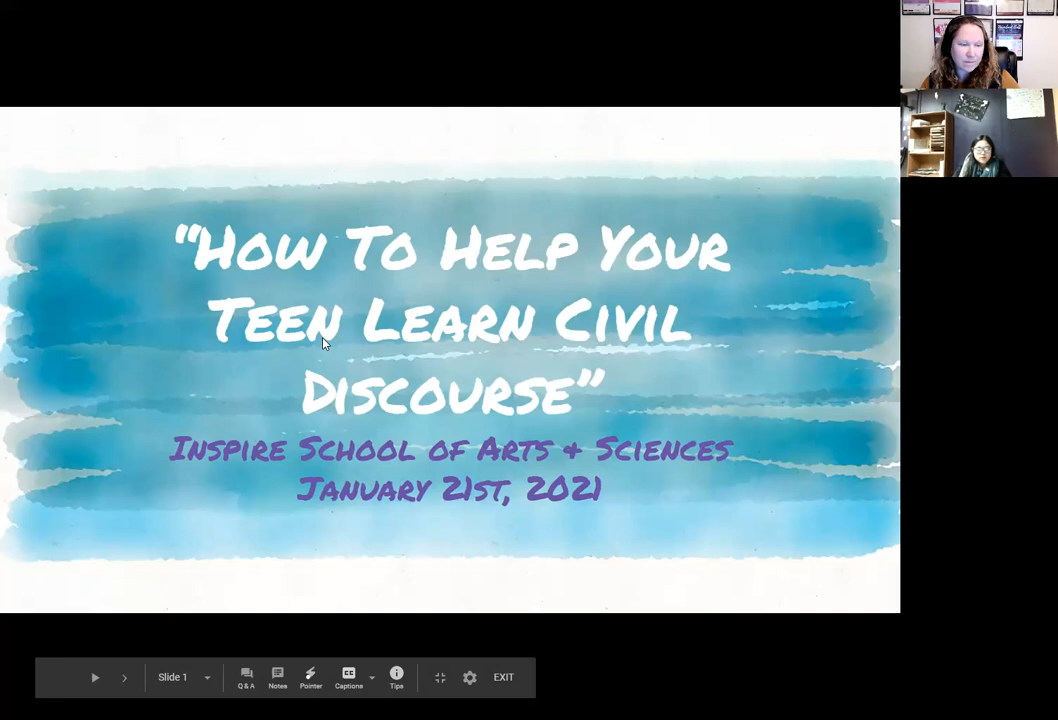 “How To Help Your
Teen Learn Civil
Discourse”
Inspire School of Arts & Sciences
January 21st, 2021
Slide 1
Q & A
Notes
Pointer
CC
Captions
Tips
EXIT